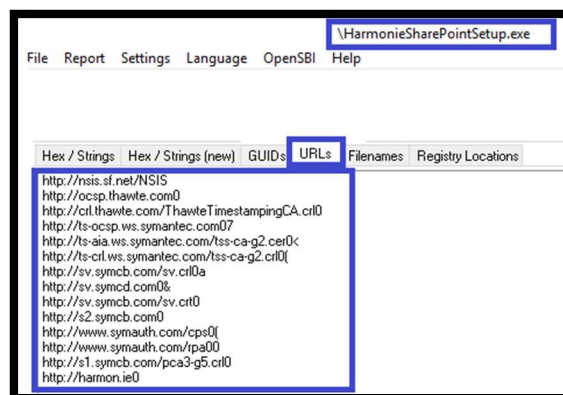 \HarmonieSharePointSetup.exe
File Report Settings Language OpenSBI Help
Hex / Strings Hex / Strings (new) GUIDs URLs Filenames Registry Locations
http://nsis.sf.net/NSIS
http://ocsp.thawte.com0
http://crl.thawte.com/ThawteTimestampingCA.crl0
http://ts-ocsp.ws.symantec.com07
http://ts-aia.ws.symantec.com/tss-ca-g2.cer0<
http://ts-crl.ws.symantec.com/tss-ca-g2.crl0(
http://sv.symcb.com/sv.crl0a
http://sv.symcd.com0&
http://sv.symcb.com/sv.crt0
http://s2.symcb.com0
http://www.symauth.com/cps0(
http://www.symauth.com/rpa00
http://s1.symcb.com/pca3-g5.crl0
http://harmon.ie0